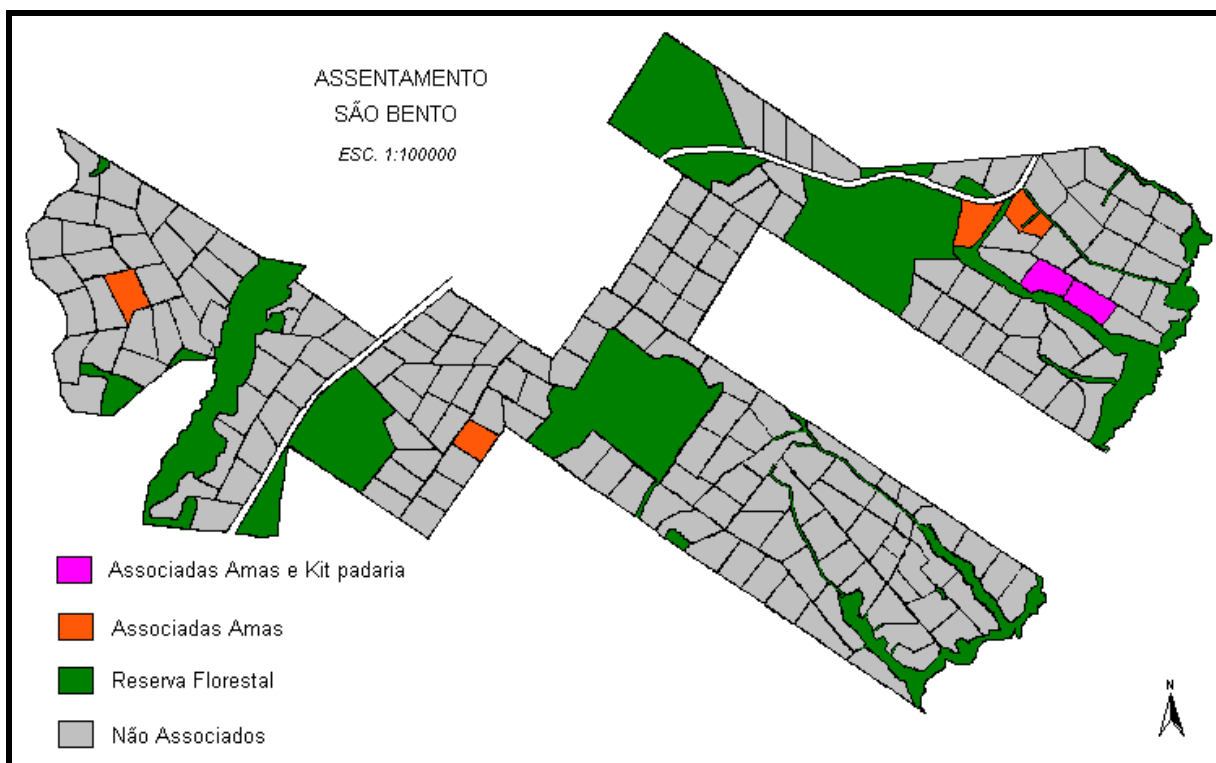 ASSENTAMENTO
SÃO BENTO
ESC. 1:100000
Associadas Amas e Kit padaria
Associadas Amas
Reserva Florestal
Não Associados
N